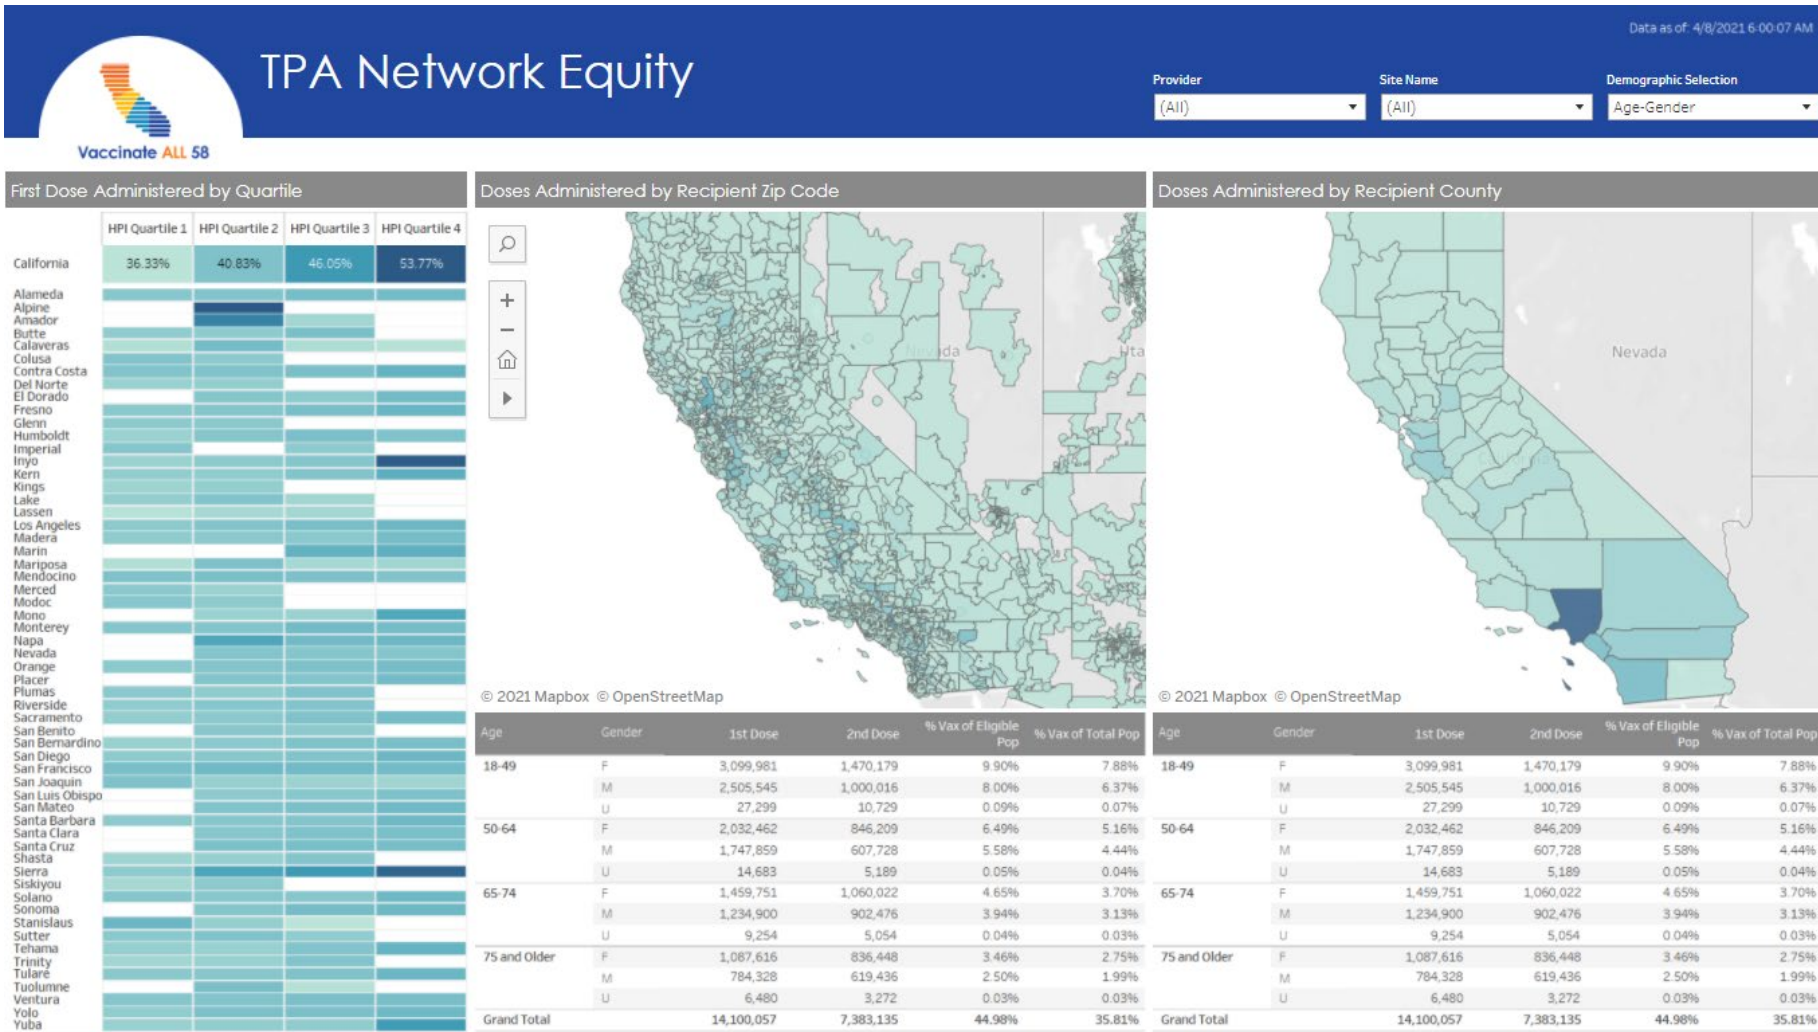 Data as of: 4/8/2021 6:00:07 AM
TPA Network Equity
Provider
Site Name
Demographic Selection
(All)
(All)
Age-Gender
Vaccinate ALL 58
First Dose Administered by Quartile
Doses Administered by Recipient Zip Code
Doses Administered by Recipient County
HPI Quartile 1 HPI Quartile 2 HPI Quartile 3 HPI Quartile 4
California 36.33% 40.83% 46.05% 53.77%
Alameda
Alpine
Amador
Butte
Calaveras
Colusa
Contra Costa
Del Norte
El Dorado
Fresno
Glenn
Humboldt
Imperial
Inyo
Kern
Kings
Lake
Lassen
Los Angeles
Madera
Marin
Mariposa
Mendocino
Merced
Modoc
Mono
Monterey
Napa
Nevada
Orange
Placer
Plumas
Riverside
Sacramento
San Benito
San Bernardino
San Diego
San Francisco
San Joaquin
San Luis Obispo
San Mateo
Santa Barbara
Santa Clara
Santa Cruz
Shasta
Sierra
Siskiyou
Solano
Sonoma
Stanislaus
Sutter
Tehama
Trinity
Tulare
Tuolumne
Ventura
Yolo
Yuba
Nevada
Uta
© 2021 Mapbox © OpenStreetMap
Age Gender 1st Dose 2nd Dose % Vax of Eligible Pop % Vax of Total Pop
18-49 F 3,099,981 1,470,179 9.90% 7.88%
M 2,505,545 1,000,016 8.00% 6.37%
U 27,299 10,729 0.09% 0.07%
50-64 F 2,032,462 846,209 6.49% 5.16%
M 1,747,859 607,728 5.58% 4.44%
U 14,683 5,189 0.05% 0.04%
65-74 F 1,459,751 1,060,022 4.65% 3.70%
M 1,234,900 902,476 3.94% 3.13%
U 9,254 5,054 0.04% 0.03%
75 and Older F 1,087,616 836,448 3.46% 2.75%
M 784,328 619,436 2.50% 1.99%
U 6,480 3,272 0.03% 0.03%
Grand Total 14,100,057 7,383,135 44.98% 35.81%
Nevada
© 2021 Mapbox © OpenStreetMap
Age Gender 1st Dose 2nd Dose % Vax of Eligible Pop % Vax of Total Pop
18-49 F 3,099,981 1,470,179 9.90% 7.88%
M 2,505,545 1,000,016 8.00% 6.37%
U 27,299 10,729 0.09% 0.07%
50-64 F 2,032,462 846,209 6.49% 5.16%
M 1,747,859 607,728 5.58% 4.44%
U 14,683 5,189 0.05% 0.04%
65-74 F 1,459,751 1,060,022 4.65% 3.70%
M 1,234,900 902,476 3.94% 3.13%
U 9,254 5,054 0.04% 0.03%
75 and Older F 1,087,616 836,448 3.46% 2.75%
M 784,328 619,436 2.50% 1.99%
U 6,480 3,272 0.03% 0.03%
Grand Total 14,100,057 7,383,135 44.98% 35.81%